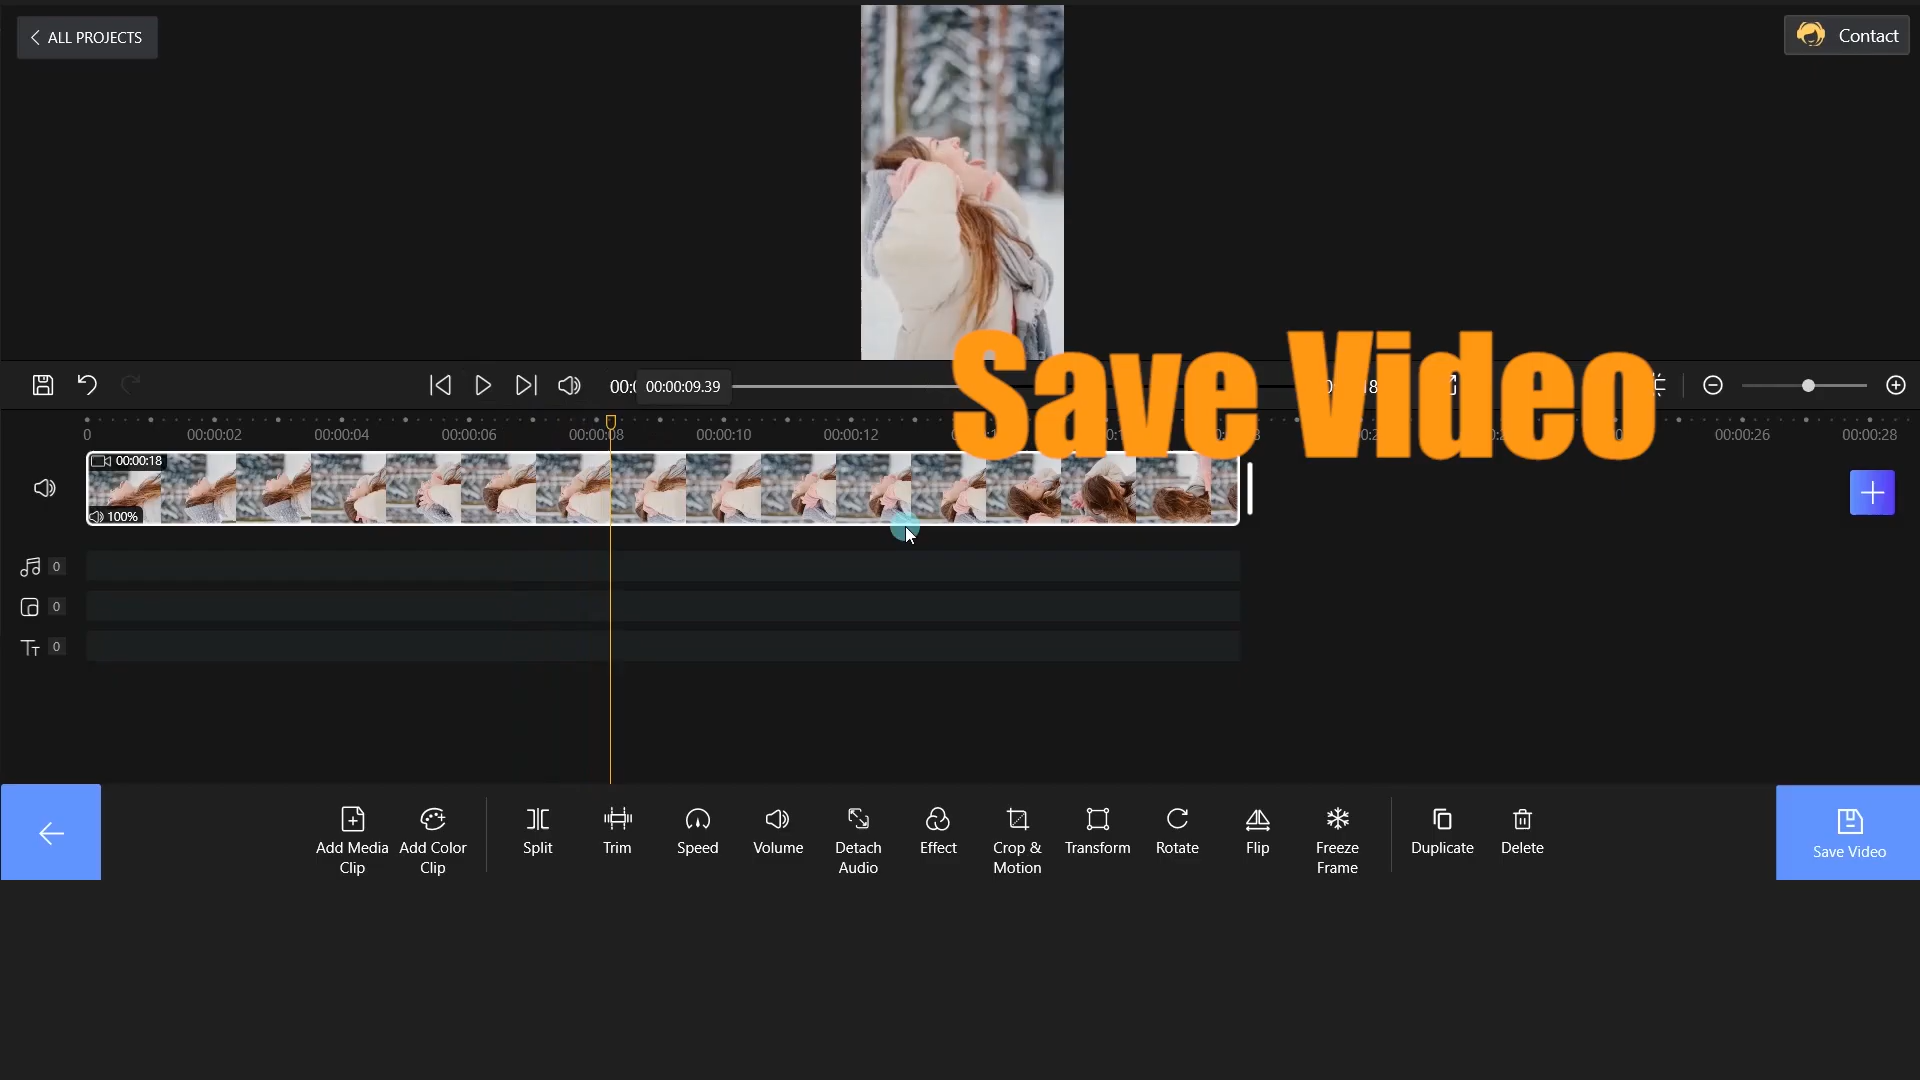 ALL PROJECTS
Contact
Save Video
00:00:09.39
0
00:00:02
00:00:04
00:00:06
00:00:08
00:00:10
00:00:12
00:00:26
00:00:28
00:00:18
100%
0
0
0
Add Media Clip
Add Color Clip
Split
Trim
Speed
Volume
Detach Audio
Effect
Crop & Motion
Transform
Rotate
Flip
Freeze Frame
Duplicate
Delete
Save Video